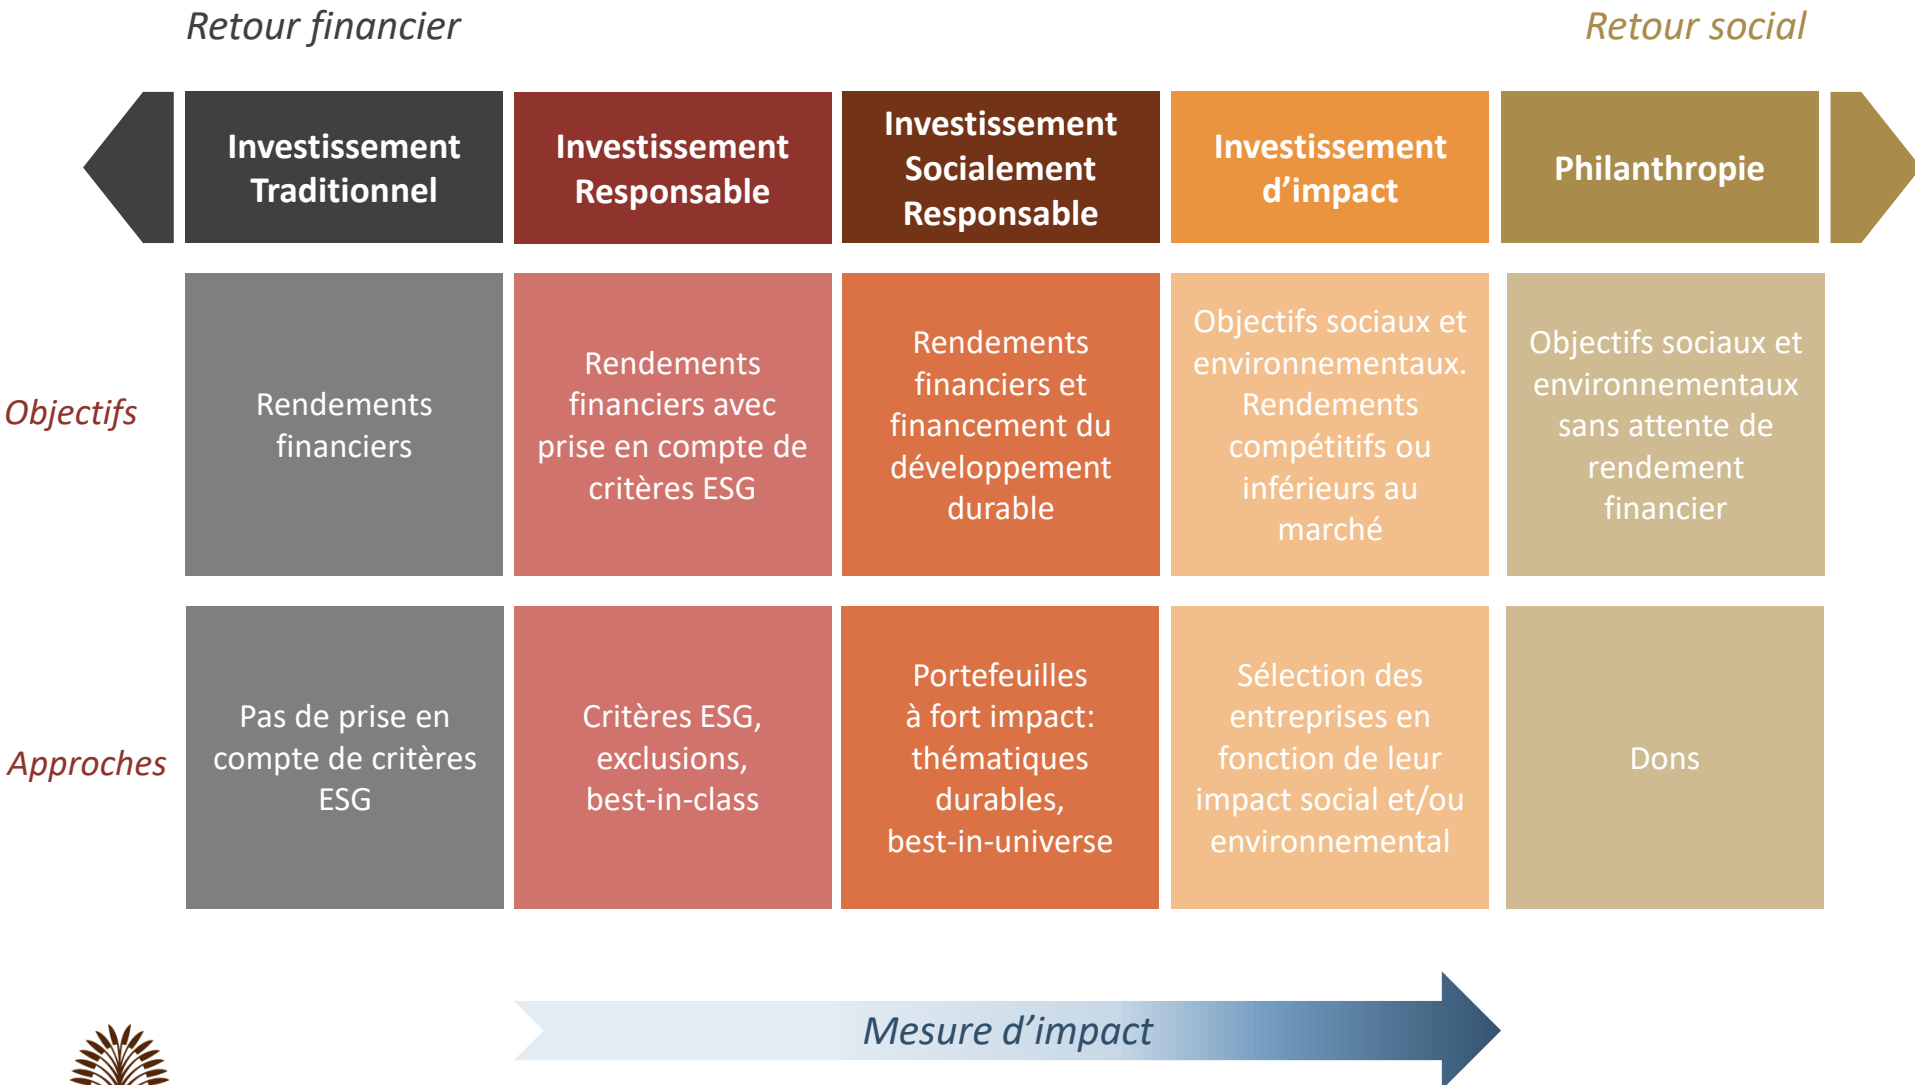 Retour financier
Retour social
Investissement
Traditionnel
Investissement
Responsable
Investissement
Socialement
Responsable
Investissement
d’impact
Philanthropie
Objectifs
Rendements
financiers
Rendements
financiers avec
prise en compte de
critères ESG
Rendements
financiers et
financement du
développement
durable
Objectifs sociaux et
environnementaux.
Rendements
compétitifs ou
inférieurs au
marché
Objectifs sociaux et
environnementaux
sans attente de
rendement
financier
Approches
Pas de prise en
compte de critères
ESG
Critères ESG,
exclusions,
best-in-class
Portefeuilles
à fort impact:
thématiques
durables,
best-in-universe
Sélection des
entreprises en
fonction de leur
impact social et/ou
environnemental
Dons
Mesure d’impact